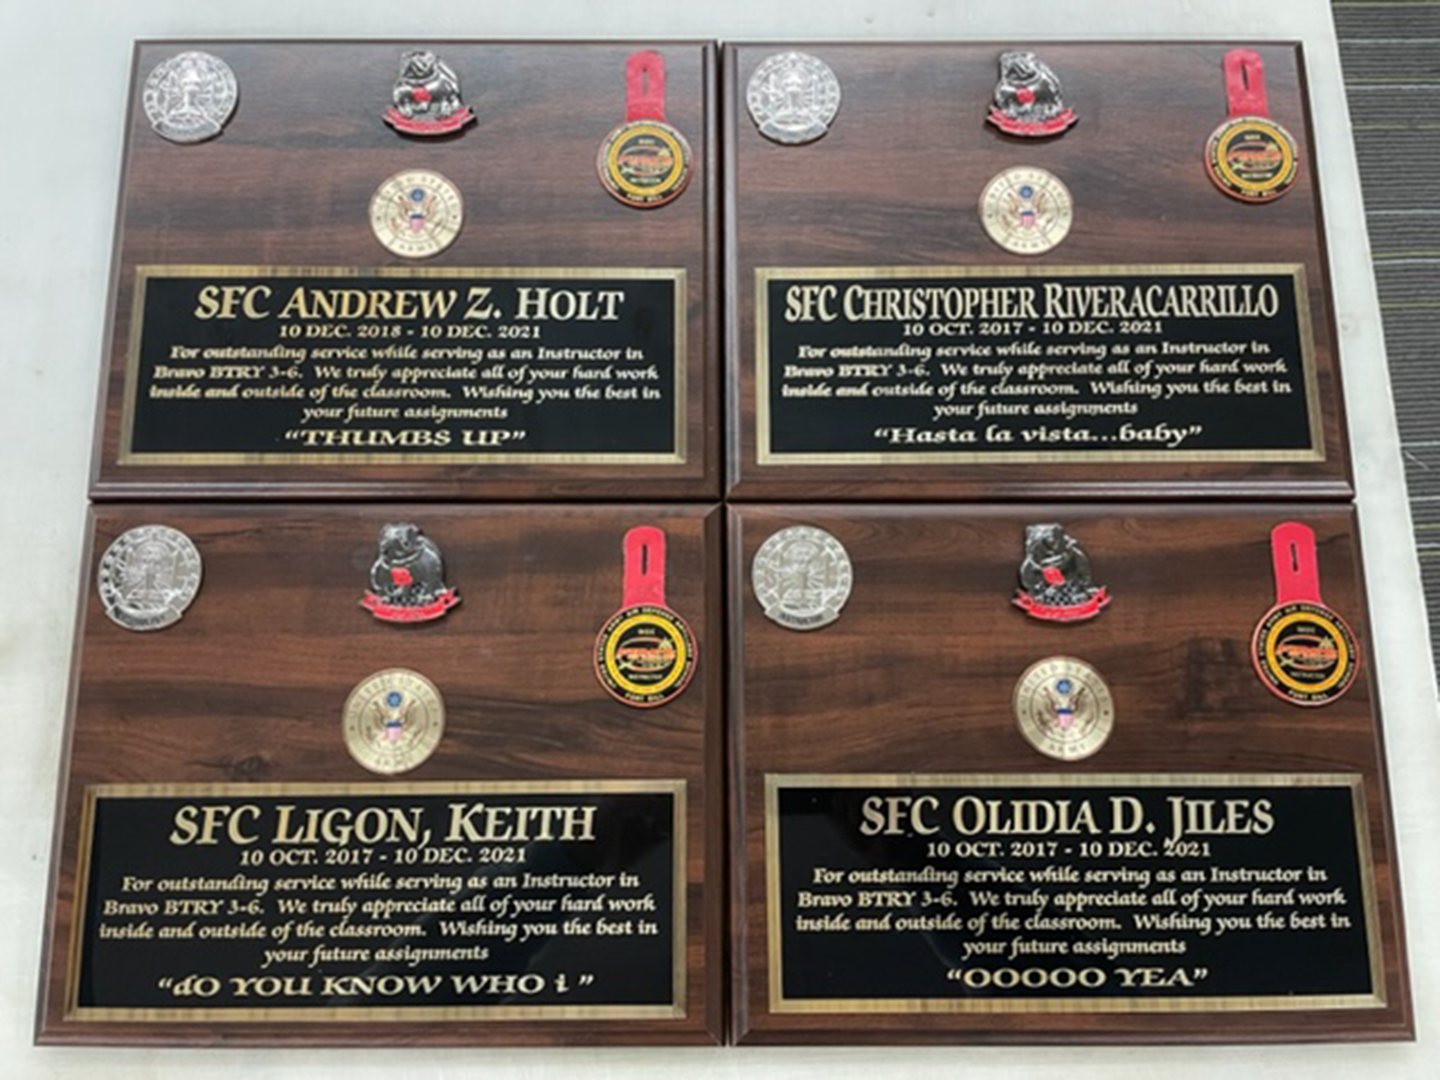 SFC ANDREW Z. HOLT
10 DEC. 2018 - 10 DEC. 2021
For outstanding service while serving as an Instructor in
Bravo BTRY 3-6. We truly appreciate all of your hard work
inside and outside of the classroom. Wishing you the best in
your future assignments
"THUMBS UP"
SFC CHRISTOPHER RIVERACARRILLO
10 OCT. 2017 - 10 DEC. 2021
For outstanding service while serving as an Instructor in
Bravo BTRY 3-6. We truly appreciate all of your hard work
inside and outside of the classroom. Wishing you the best in
your future assignments
"Hasta la vista...baby"
UNITED STATES
ARMY
SFC LIGON, KEITH
10 OCT. 2017 - 10 DEC. 2021
For outstanding service while serving as an Instructor in
Bravo BTRY 3-6. We truly appreciate all of your hard work
inside and outside of the classroom. Wishing you the best in
your future assignments
"dO YOU KNOW WHO i "
INSTRUCTOR
FORT SILL
ARMY
SFC OLIDIA D. JILES
10 OCT. 2017 - 10 DEC. 2021
For outstanding service while serving as an Instructor in
Bravo BTRY 3-6. We truly appreciate all of your hard work
inside and outside of the classroom. Wishing you the best in
your future assignments
"OOOOO YEA"